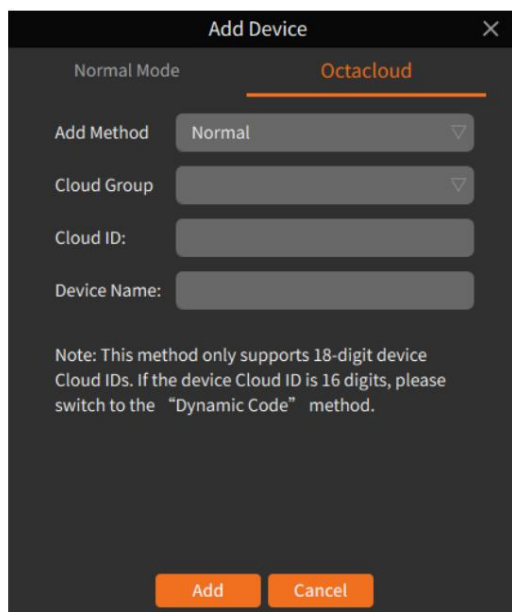 Add Device
Normal Mode
Octacloud
Add Method
Normal
Cloud Group
Cloud ID:
Device Name:
Note: This method only supports 18-digit device
Cloud IDs. If the device Cloud ID is 16 digits, please
switch to the “Dynamic Code” method.
Add
Cancel